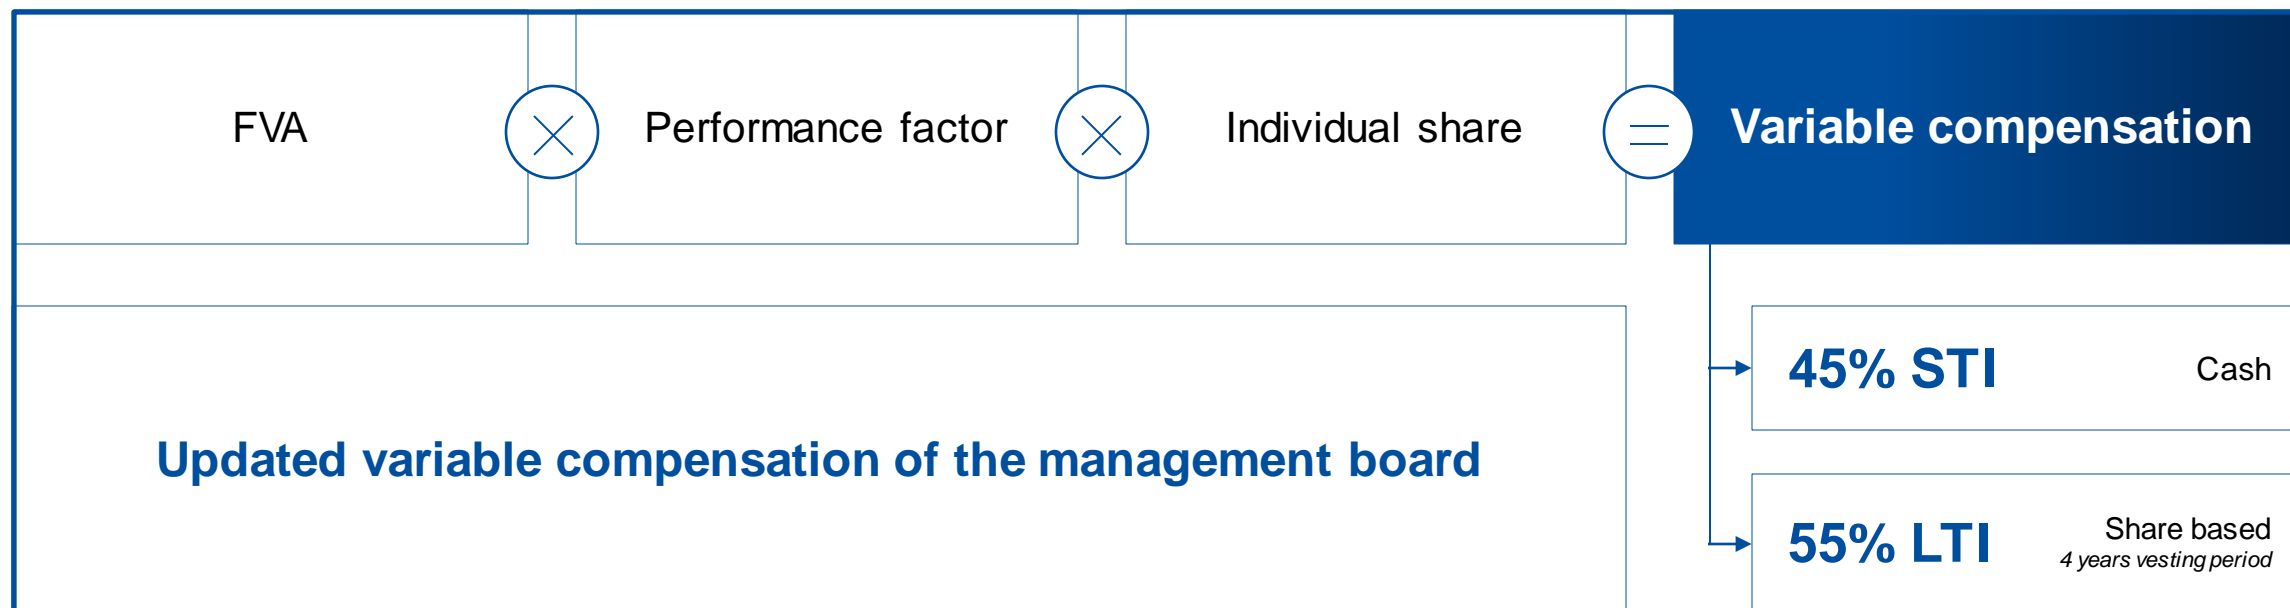 FVA
Performance factor
Individual share
Variable compensation
Updated variable compensation of the management board
45% STI
Cash
55% LTI
Share based
4 years vesting period